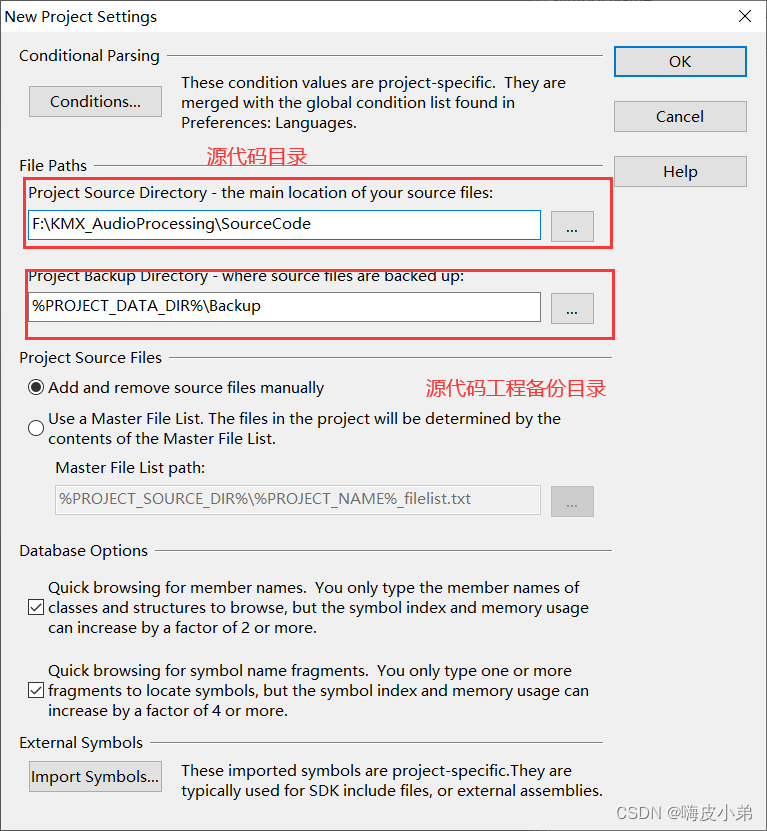 New Project Settings
Conditional Parsing
OK
Conditions...
These condition values are project-specific.  They are
merged with the global condition list found in
Preferences: Languages.
Cancel
源代码目录
File Paths
Help
Project Source Directory - the main location of your source files:
F:\KMX_AudioProcessing\SourceCode
...
Project Backup Directory - where source files are backed up:
%PROJECT_DATA_DIR%\Backup
...
Project Source Files
Add and remove source files manually
源代码工程备份目录
Use a Master File List. The files in the project will be determined by the
contents of the Master File List.
Master File List path:
%PROJECT_SOURCE_DIR%\%PROJECT_NAME%_filelist.txt
...
Database Options
Quick browsing for member names.  You only type the member names of
classes and structures to browse, but the symbol index and memory usage
can increase by a factor of 2 or more.
Quick browsing for symbol name fragments.  You only type one or more
fragments to locate symbols, but the symbol index and memory usage can
increase by a factor of 4 or more.
External Symbols
Import Symbols...
These imported symbols are project-specific.They are
typically used for SDK include files, or external assemblies.
CSDN @嗨皮小弟